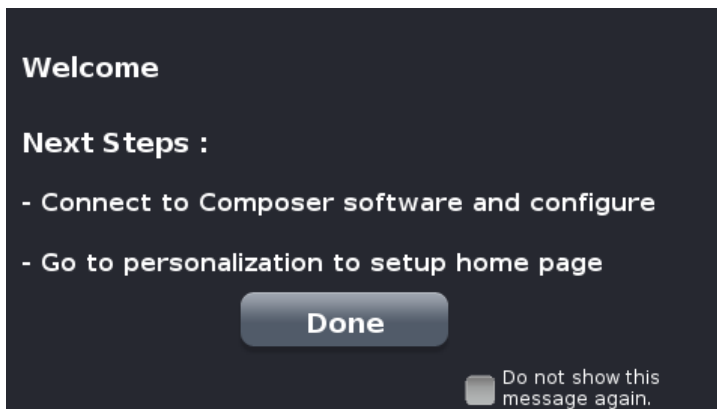 Welcome
Next Steps :
- Connect to Composer software and configure
- Go to personalization to setup home page
Done
Do not show this
message again.